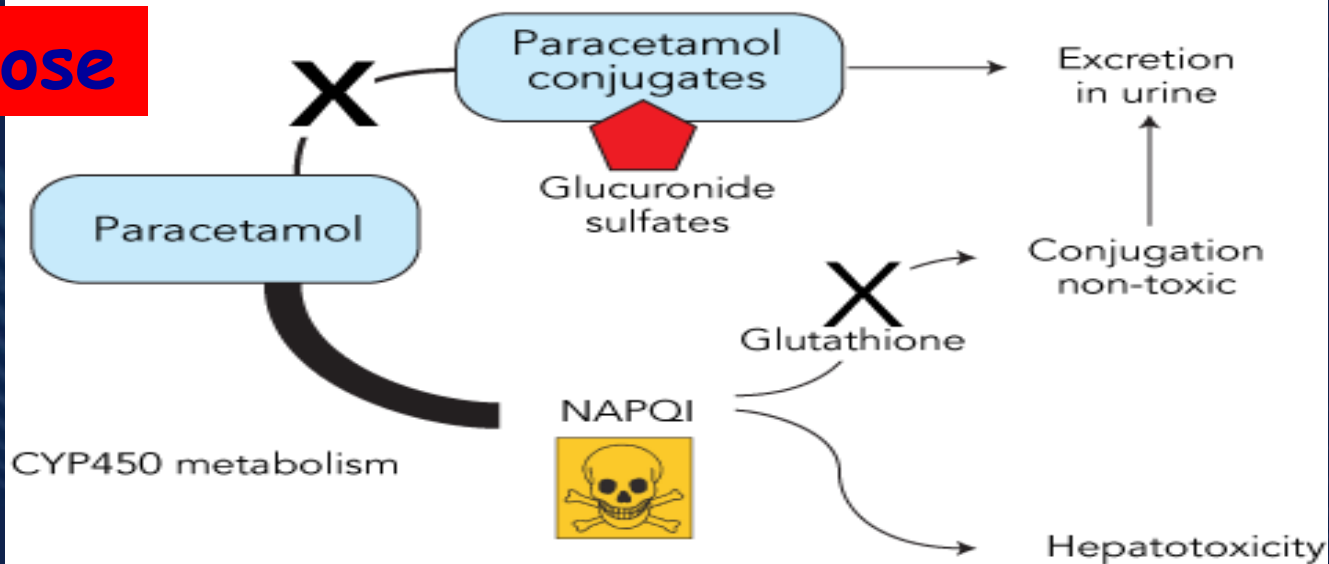 ose
Paracetamol
conjugates
Excretion
in urine
Glucuronide
sulfates
Paracetamol
Conjugation
non-toxic
Glutathione
NAPQI
CYP450 metabolism
Hepatotoxicity